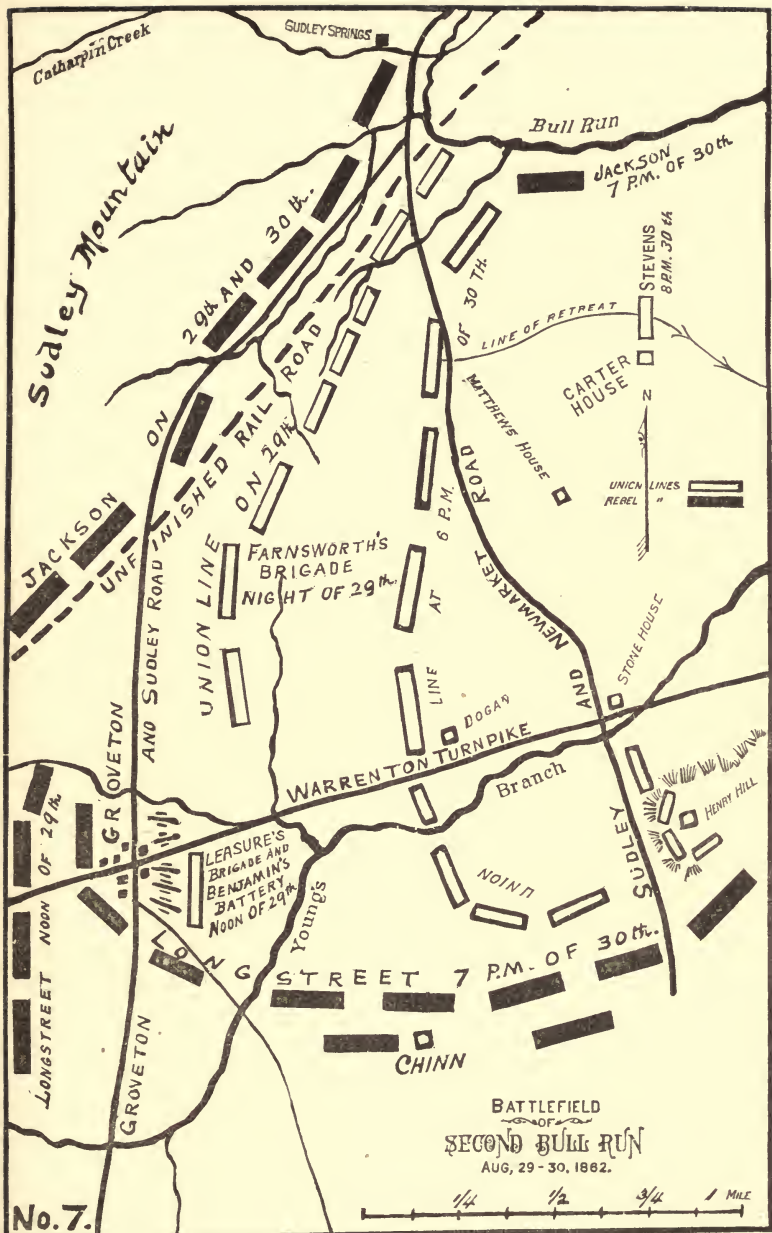 GUDLEY SPRINGS
Catharpin Creek
Sudley Mountain
Bull Run
JACKSON
7 P.M. OF 30th
STEVENS
8 P.M. 30th
LINE OF RETREAT
CARTER
HOUSE
N
UNION LINES
REBEL "
MATTHEWS HOUSE
JACKSON ON 29th AND 30th.
UNFINISHED RAIL ROAD
UNION LINE ON 29th
FARNSWORTH'S
BRIGADE
NIGHT OF 29th.
UNION LINE AT 6 P.M. OF 30TH.
SUDLEY AND NEWMARKET ROAD
STONE HOUSE
DOGAN
WARRENTON TURNPIKE
Young's Branch
HENRY HILL
GROVETON
GROVETON AND SUDLEY ROAD
LONGSTREET NOON OF 29th
LEASURE'S
BRIGADE AND
BENJAMIN'S
BATTERY
NOON OF 29th
LONGSTREET 7 P.M. OF 30th.
CHINN
BATTLEFIELD
OF
SECOND BULL RUN
AUG, 29-30, 1862.
1/4 1/2 3/4 1 MILE
No. 7.